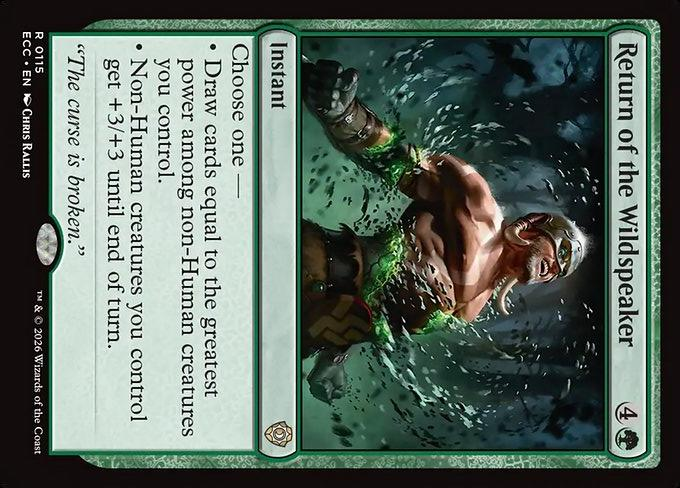 Return of the Wildspeaker 4
Instant
Choose one —
• Draw cards equal to the greatest
power among non-Human creatures
you control.
• Non-Human creatures you control
get +3/+3 until end of turn.
“The curse is broken.”
R 0115
ECC • EN Chris Rallis
™ & © 2026 Wizards of the Coast